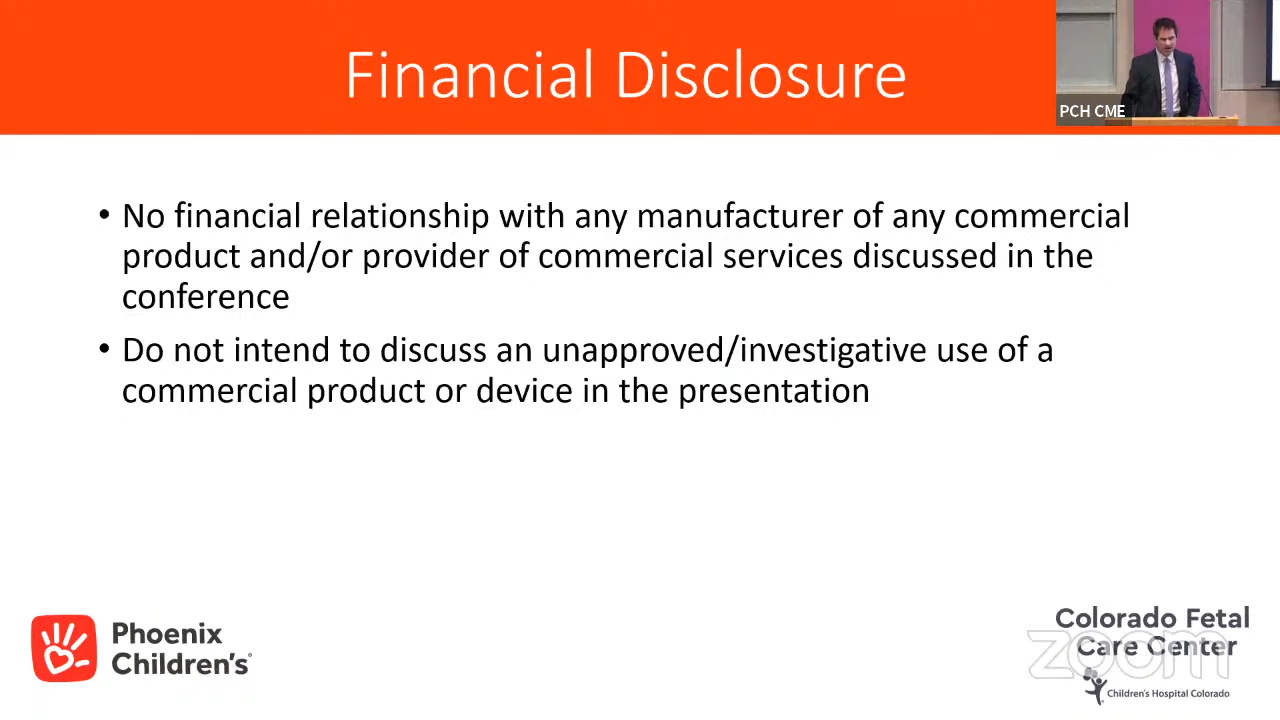 Financial Disclosure
PCH CME
• No financial relationship with any manufacturer of any commercial
product and/or provider of commercial services discussed in the
conference
• Do not intend to discuss an unapproved/investigative use of a
commercial product or device in the presentation
Phoenix
Children's
Colorado Fetal
Care Center
zoom
Children's Hospital Colorado